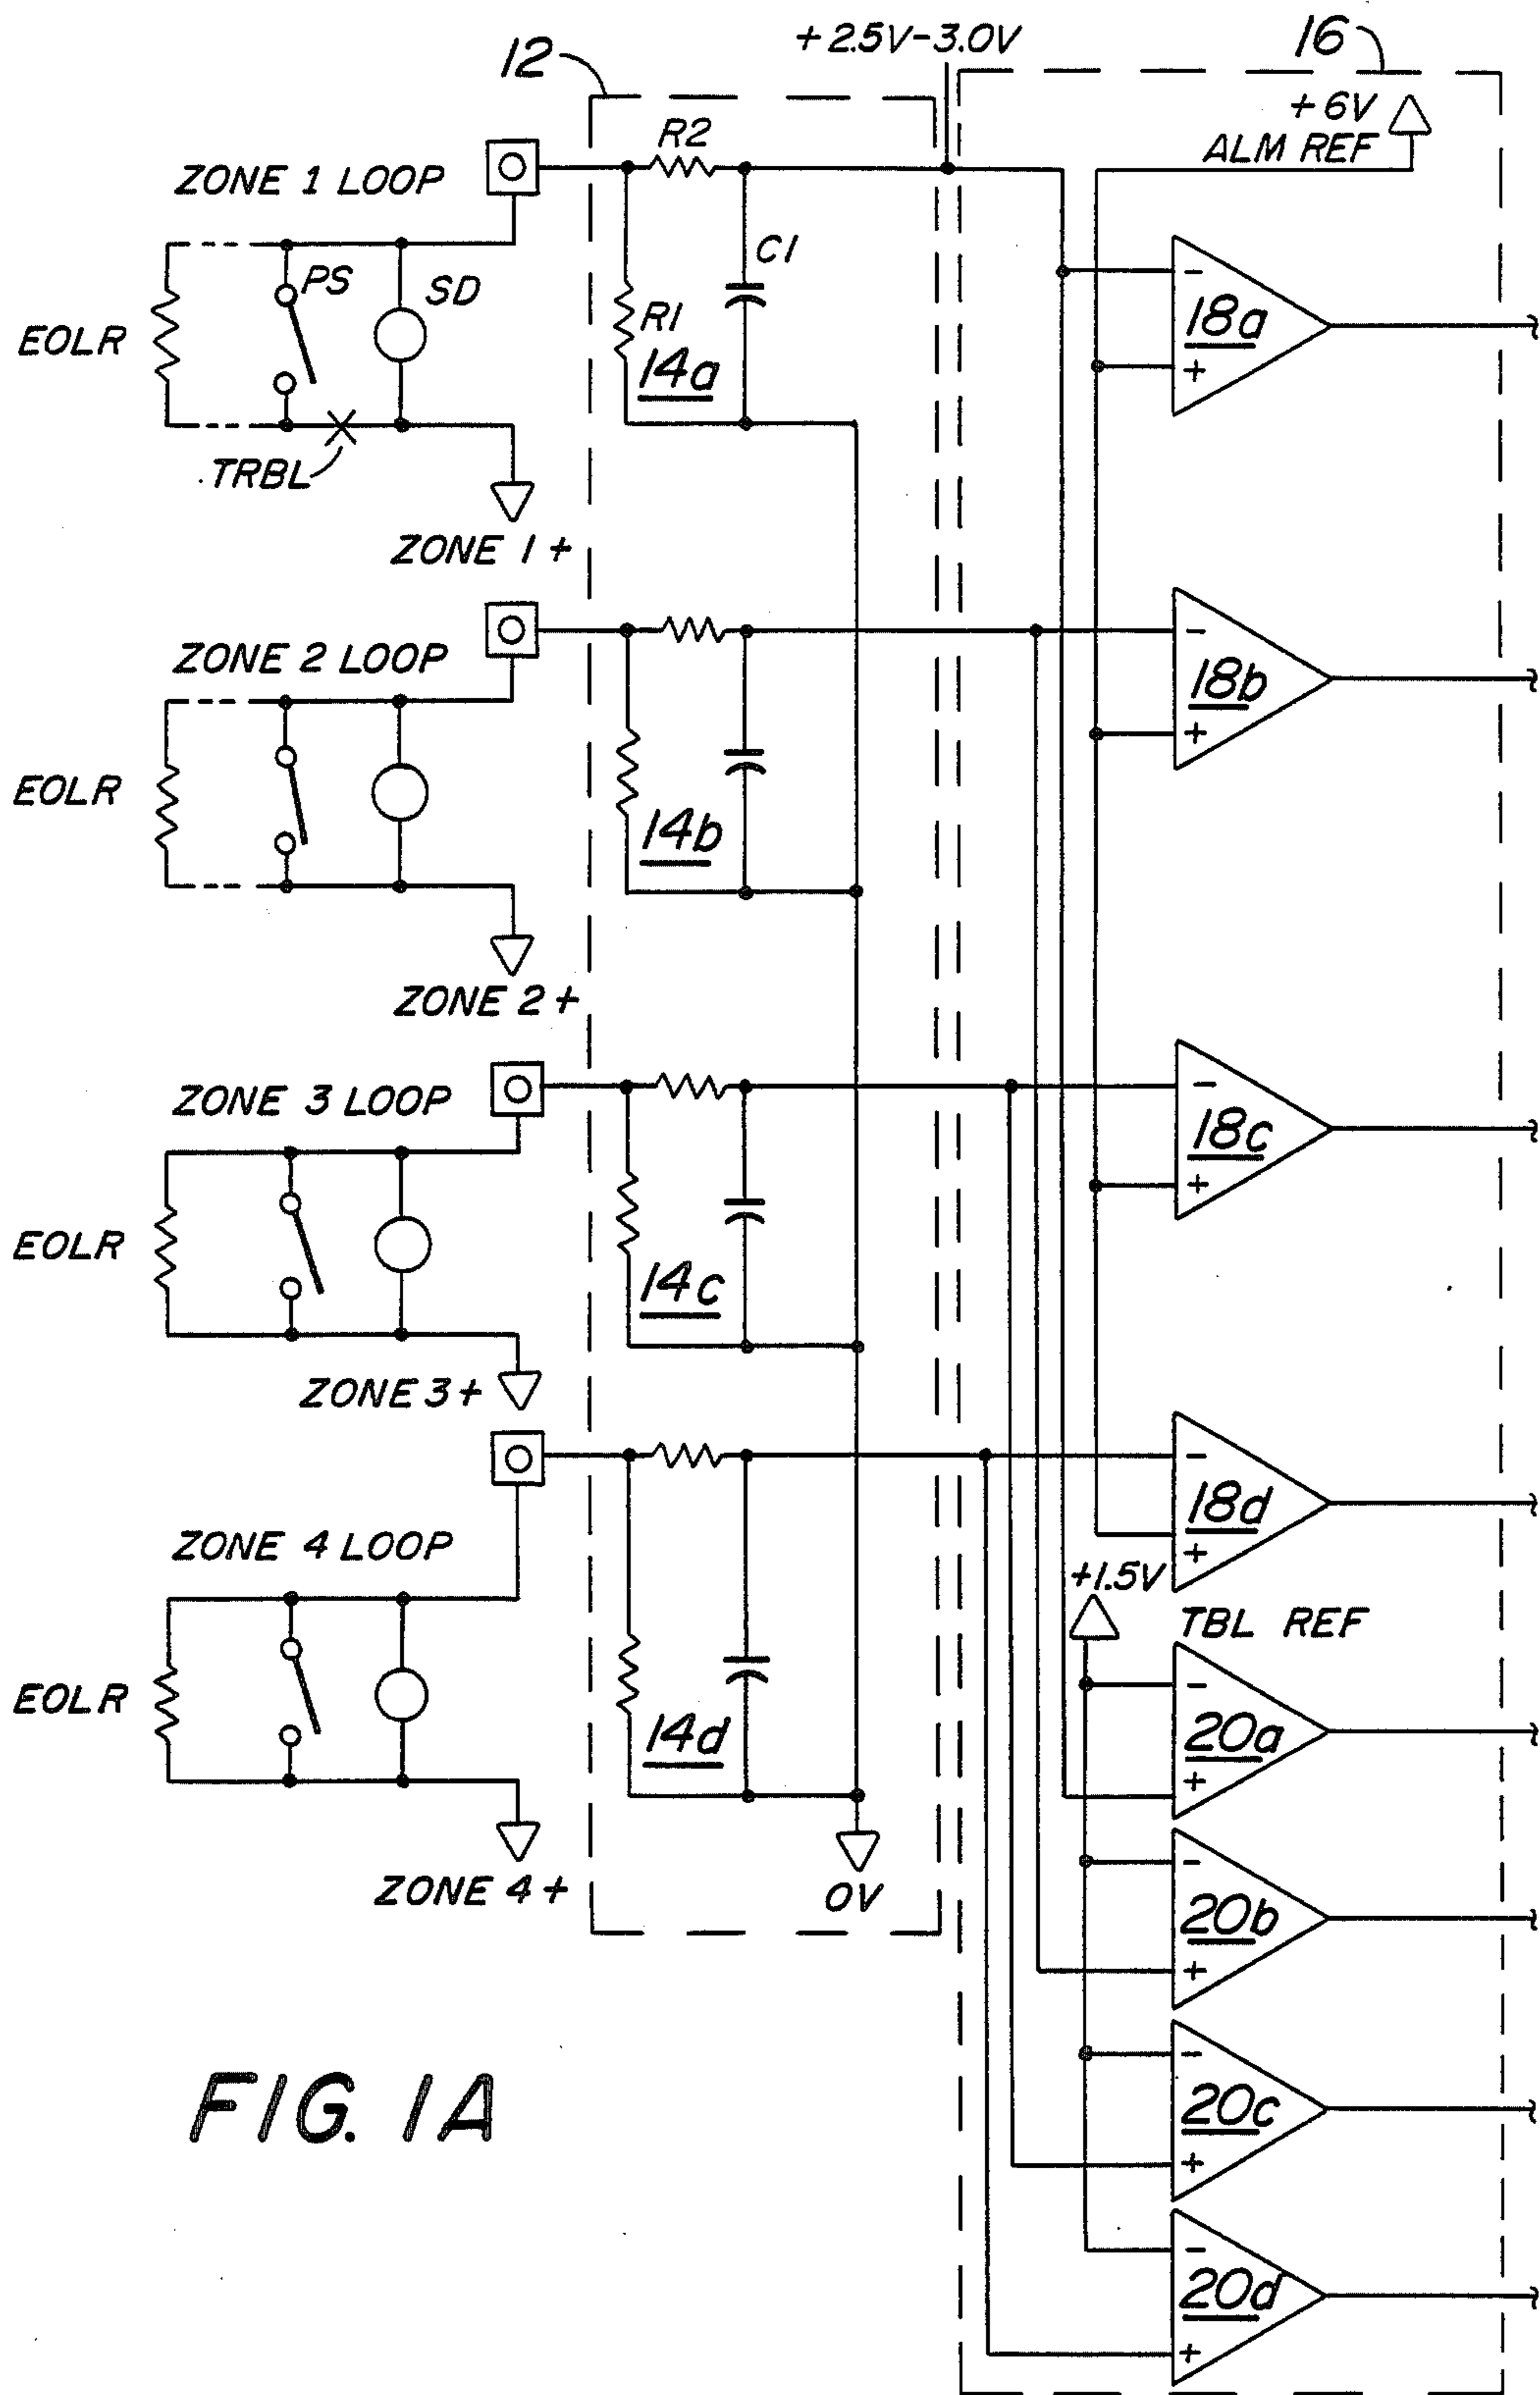 12
+2.5V-3.0V
16
+6V
ALM REF
R2
ZONE 1 LOOP
C1
PS
SD
EOLR
R1
14a
-
18a
+
TRBL
ZONE 1+
ZONE 2 LOOP
-
18b
+
EOLR
14b
ZONE 2+
ZONE 3 LOOP
-
18c
+
EOLR
14c
ZONE 3+
-
18d
+
ZONE 4 LOOP
+1.5V
TBL REF
EOLR
14d
-
20a
+
ZONE 4+
0V
-
20b
+
-
20c
+
FIG. 1A
-
20d
+